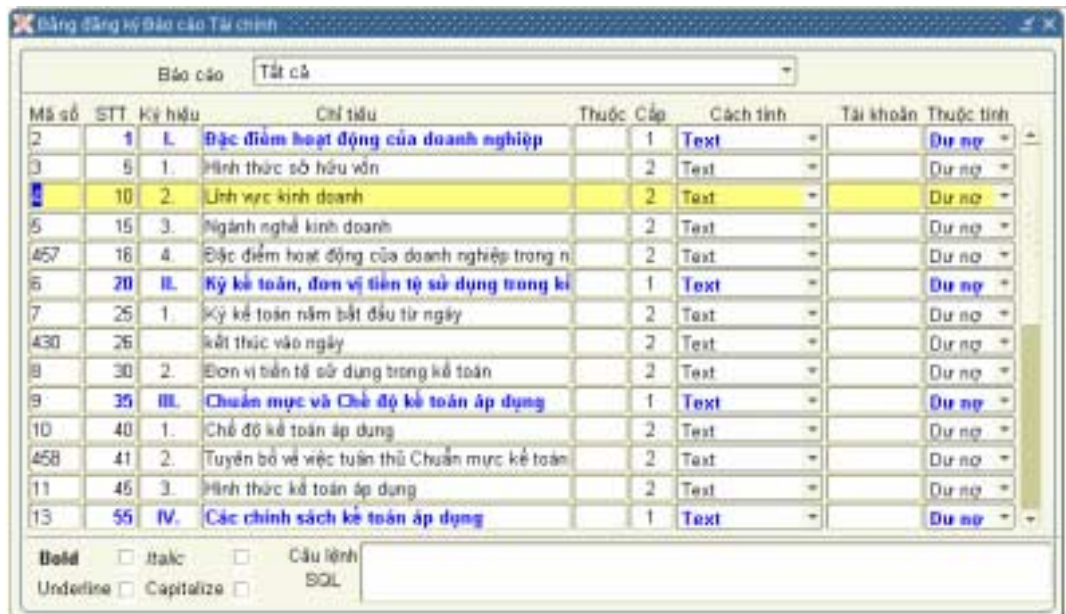 Bảng đăng ký Báo cáo Tài chính
Báo cáo Tất cả
Mã số STT Ký hiệu Chỉ tiêu Thuộc Cấp Cách tính Tài khoản Thuộc tính
2 1 I. Đặc điểm hoạt động của doanh nghiệp 1 Text Dư nợ
3 5 1. Hình thức sở hữu vốn 2 Text Dư nợ
4 10 2. Lĩnh vực kinh doanh 2 Text Dư nợ
5 15 3. Ngành nghề kinh doanh 2 Text Dư nợ
457 16 4. Đặc điểm hoạt động của doanh nghiệp trong n 2 Text Dư nợ
6 20 II. Kỳ kế toán, đơn vị tiền tệ sử dụng trong kế 1 Text Dư nợ
7 25 1. Kỳ kế toán năm bắt đầu từ ngày 2 Text Dư nợ
430 26 kết thúc vào ngày 2 Text Dư nợ
8 30 2. Đơn vị tiền tệ sử dụng trong kế toán 2 Text Dư nợ
9 35 III. Chuẩn mực và Chế độ kế toán áp dụng 1 Text Dư nợ
10 40 1. Chế độ kế toán áp dụng 2 Text Dư nợ
458 41 2. Tuyên bố về việc tuân thủ Chuẩn mực kế toán 2 Text Dư nợ
11 45 3. Hình thức kế toán áp dụng 2 Text Dư nợ
13 55 IV. Các chính sách kế toán áp dụng 1 Text Dư nợ
Bold Italic Câu lệnh
Underline Capitalize SQL